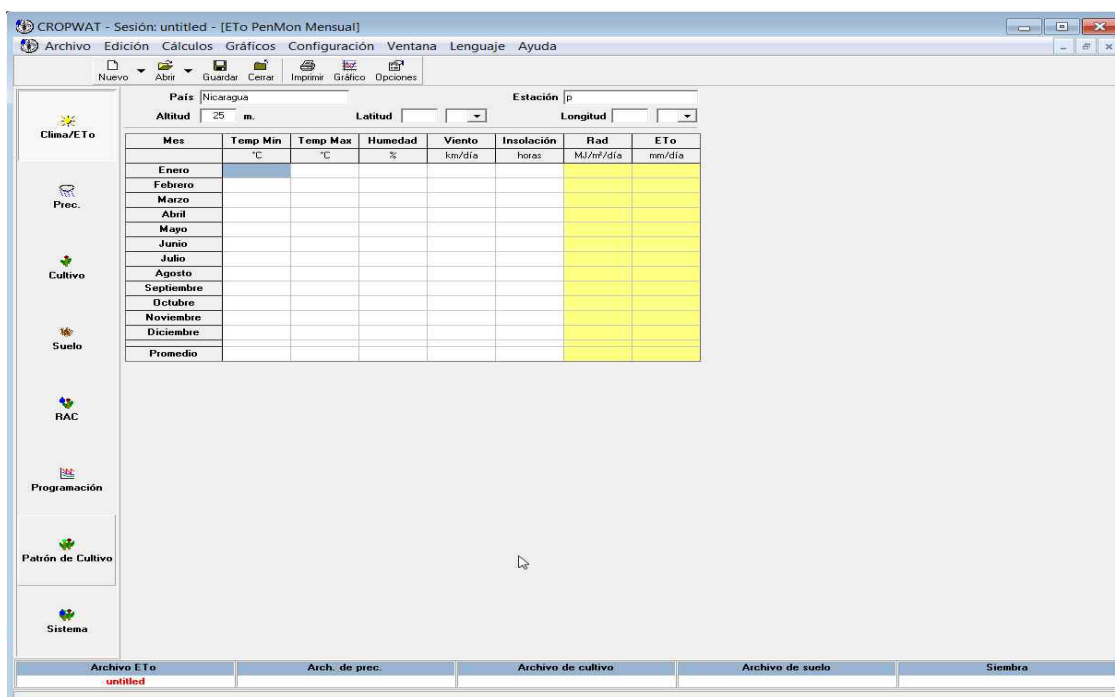 CROPWAT - Sesión: untitled - [ETo PenMon Mensual]
Archivo Edición Cálculos Gráficos Configuración Ventana Lenguaje Ayuda
Nuevo Abrir Guardar Cerrar Imprimir Gráfico Opciones
País Nicaragua Estación p
Altitud 25 m. Latitud Longitud
Mes Temp Min Temp Max Humedad Viento Insolación Rad ETo
°C °C % km/día horas MJ/m²/día mm/día
Enero
Febrero
Marzo
Abril
Mayo
Junio
Julio
Agosto
Septiembre
Octubre
Noviembre
Diciembre
Promedio
Clima/ETo
Prec.
Cultivo
Suelo
RAC
Programación
Patrón de Cultivo
Sistema
Archivo ETo Arch. de prec. Archivo de cultivo Archivo de suelo Siembra
untitled